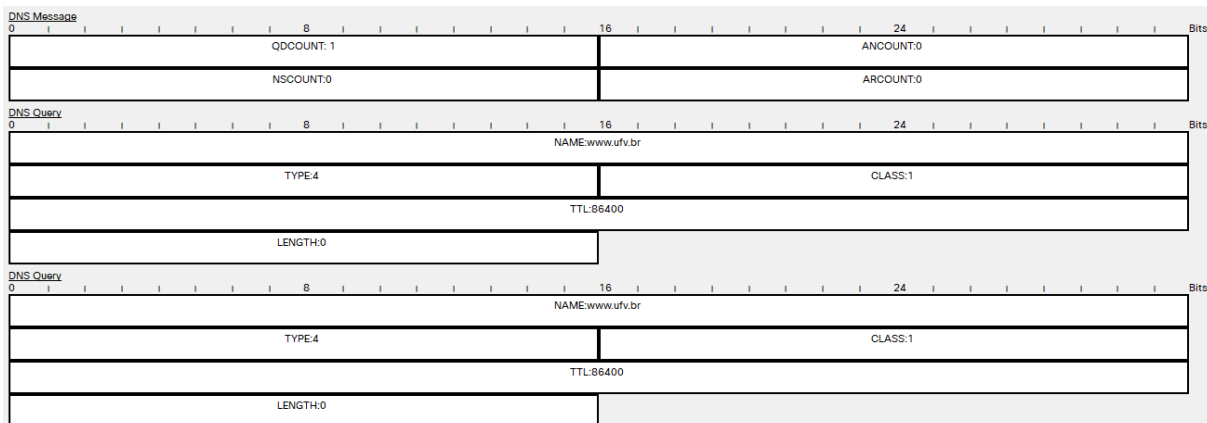 DNS Message
0 8 16 24 Bits
QDCOUNT: 1 ANCOUNT:0
NSCOUNT:0 ARCOUNT:0
DNS Query
0 8 16 24 Bits
NAME:www.ufv.br
TYPE:4 CLASS:1
TTL:86400
LENGTH:0
DNS Query
0 8 16 24 Bits
NAME:www.ufv.br
TYPE:4 CLASS:1
TTL:86400
LENGTH:0